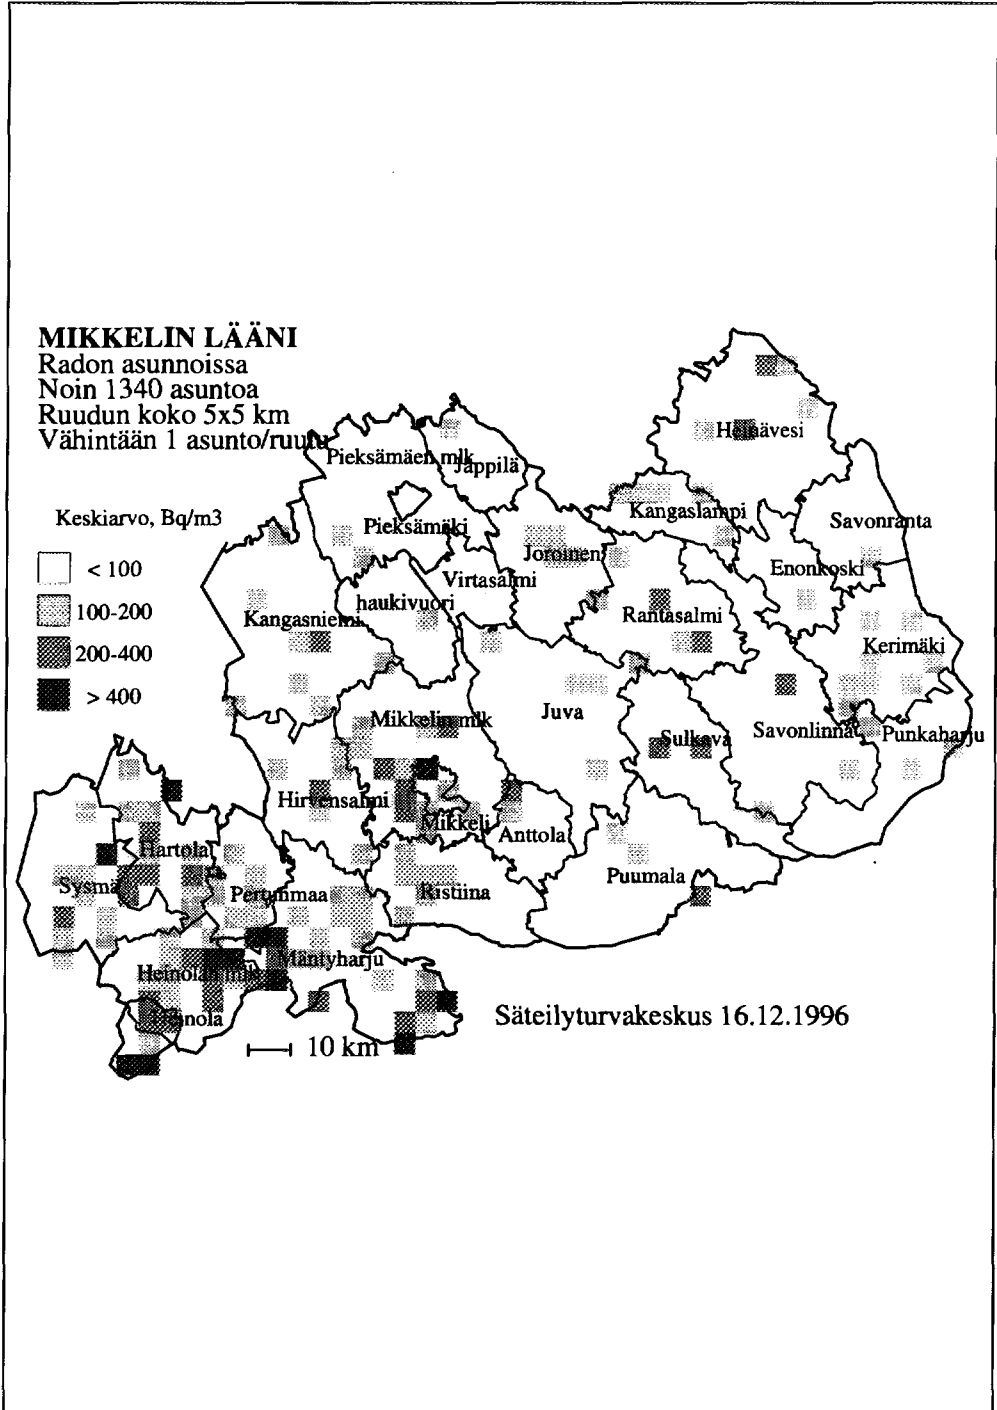 MIKKELIN LÄÄNI
Radon asunnoissa
Noin 1340 asuntoa
Ruudun koko 5x5 km
Vähintään 1 asunto/ruutu
Keskiarvo, Bq/m3
< 100
100-200
200-400
> 400
Heinävesi
Pieksämäen mlk
Jäppilä
Kangaslampi
Savonranta
Pieksämäki
Joroinen
Virtasalmi
Enonkoski
haukivuori
Kangasniemi
Rantasalmi
Kerimäki
Mikkelin mlk
Juva
Sulkava
Savonlinna
Punkaharju
Hirvensalmi
Mikkeli
Anttola
Hartola
Sysmä
Pertunmaa
Ristiina
Puumala
Heinolan mlk
Mäntyharju
Heinola
Säteilyturvakeskus 16.12.1996
10 km